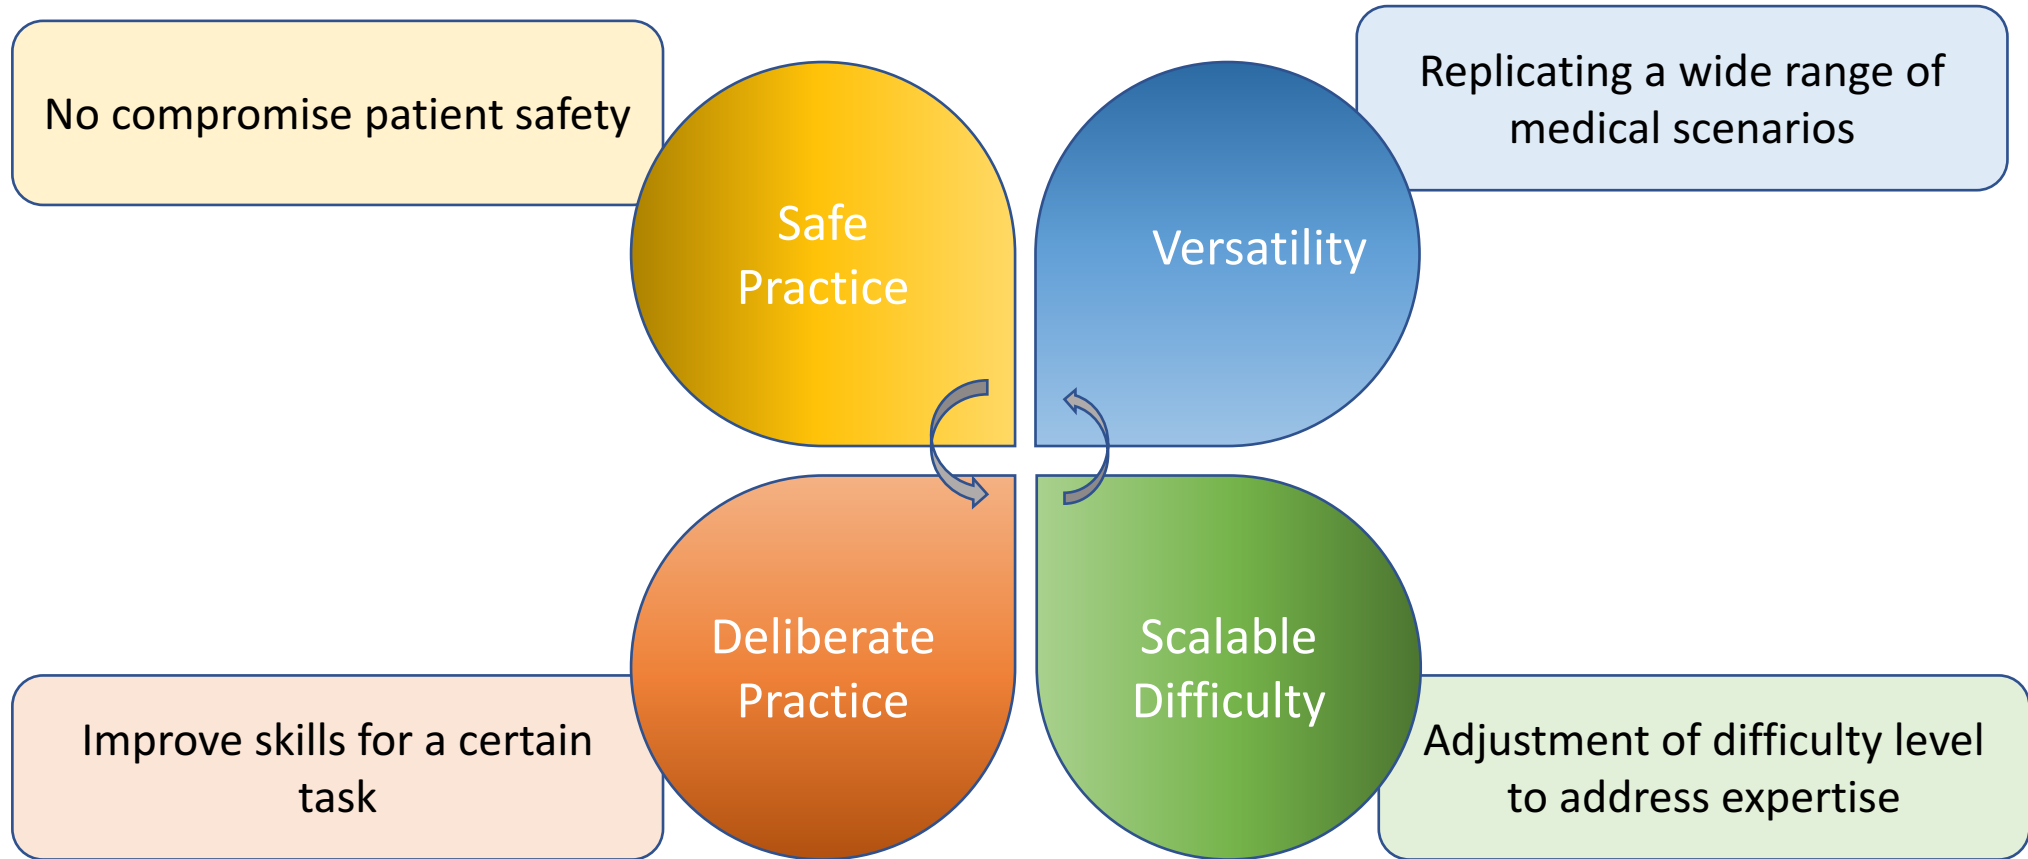 No compromise patient safety
Safe
Practice
Versatility
Replicating a wide range of
medical scenarios
Improve skills for a certain
task
Deliberate
Practice
Scalable
Difficulty
Adjustment of difficulty level
to address expertise